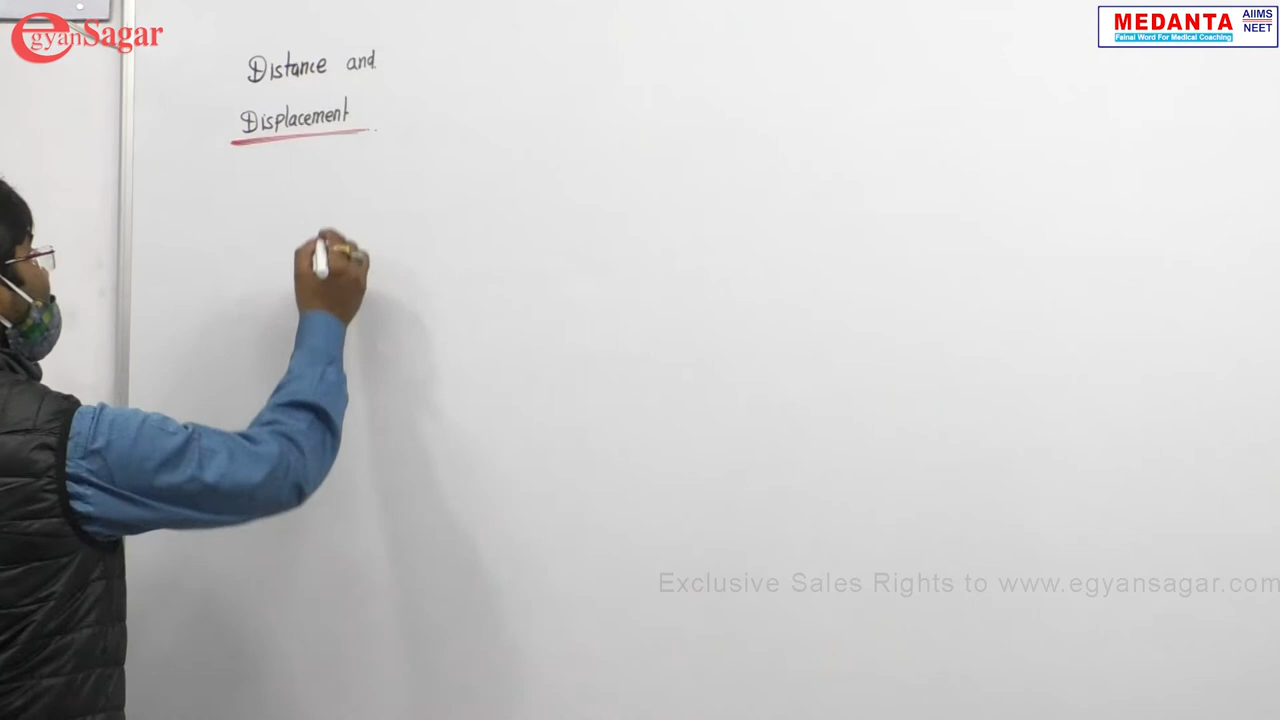 egyanSagar
MEDANTA
Fainal Word For Medical Coaching
AIIMS
NEET
Distance and.
Displacement.
Exclusive Sales Rights to www.egyansagar.com